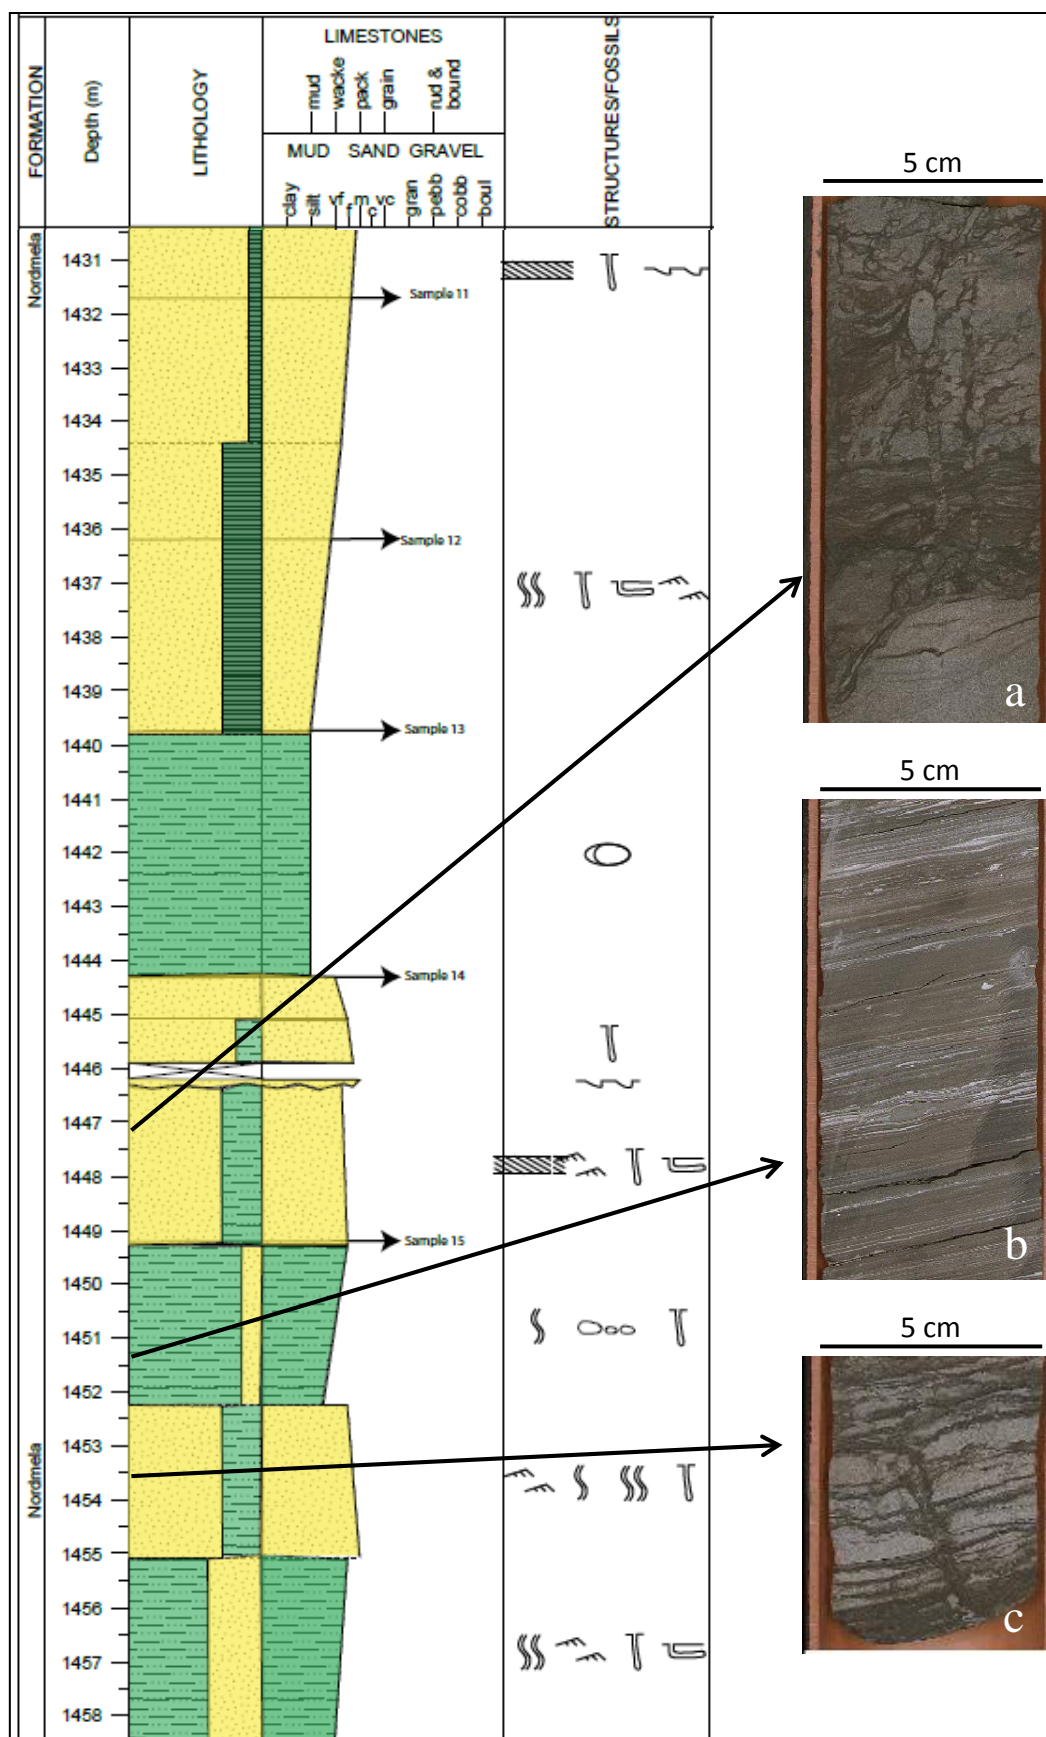 FORMATION
Depth (m)
LITHOLOGY
LIMESTONES
mud
wacke
pack
grain
rud &
bound
MUD SAND GRAVEL
clay
silt
vf
f
m
c
vc
gran
pebb
cobb
boul
STRUCTURES/FOSSILS
Nordmela
1431
Sample 11
1432
1433
1434
1435
1436
Sample 12
1437
1438
1439
Sample 13
1440
1441
1442
1443
1444
Sample 14
1445
1446
1447
1448
1449
Sample 15
1450
1451
1452
1453
Nordmela
1454
1455
1456
1457
1458
5 cm
a
5 cm
b
5 cm
c